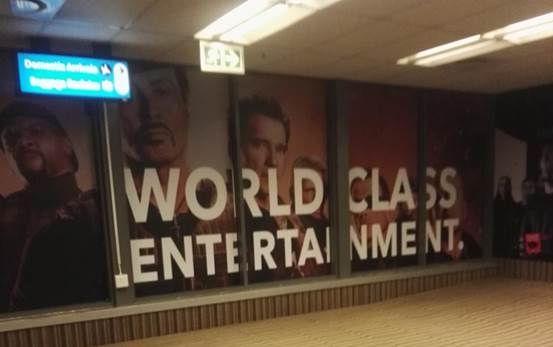 Domestic Arrivals
Baggage Reclaim
WORLD CLASS
ENTERTAINMENT.